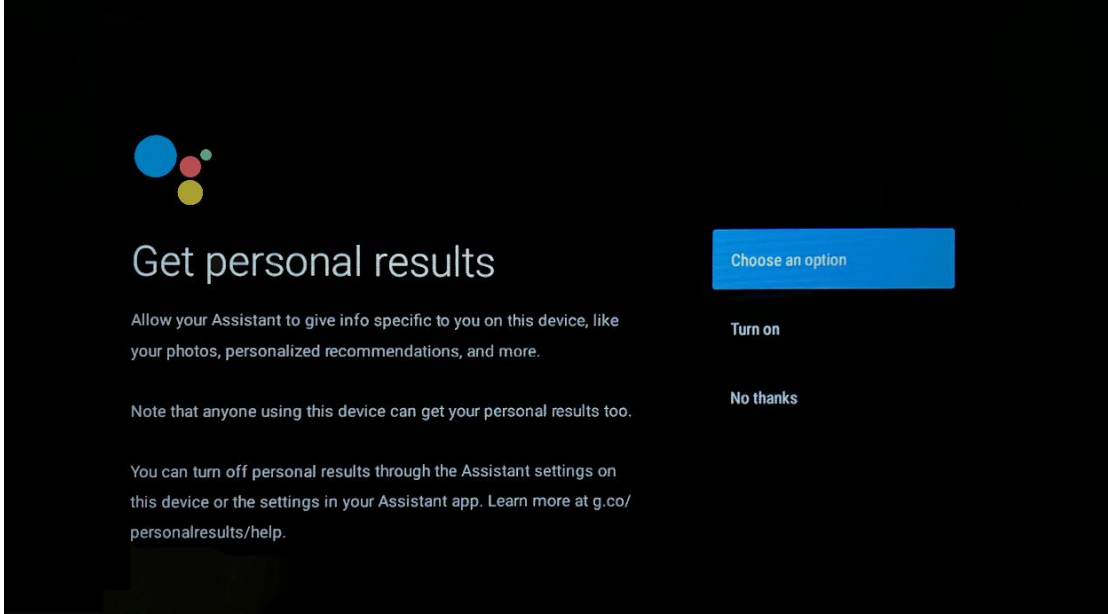 Get personal results
Allow your Assistant to give info specific to you on this device, like
your photos, personalized recommendations, and more.
Note that anyone using this device can get your personal results too.
You can turn off personal results through the Assistant settings on
this device or the settings in your Assistant app. Learn more at g.co/
personalresults/help.
Choose an option
Turn on
No thanks